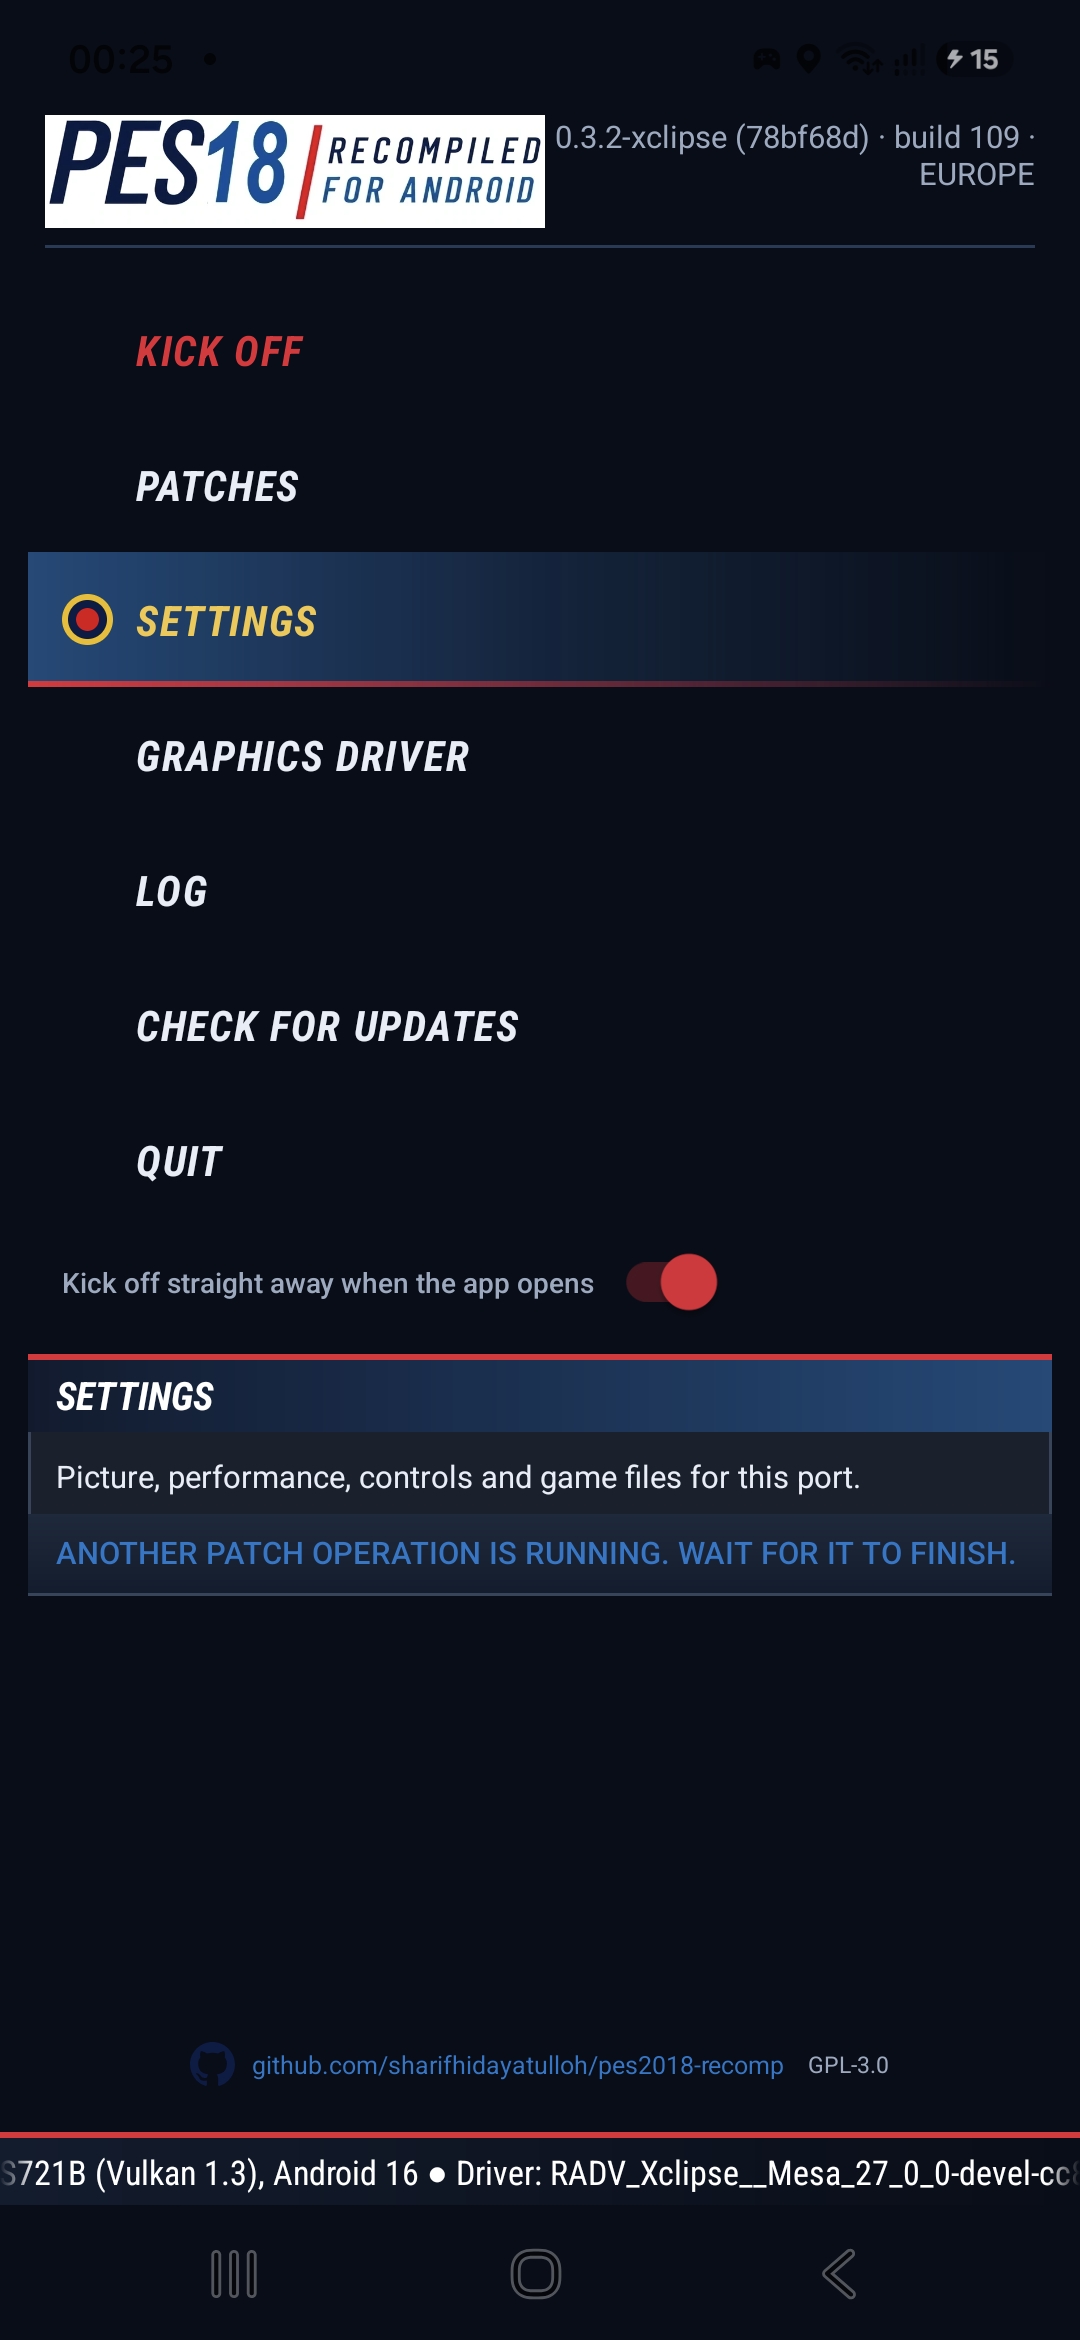 00:25
15
PES18 RECOMPILED
FOR ANDROID
0.3.2-xclipse (78bf68d) · build 109 ·
EUROPE
KICK OFF
PATCHES
SETTINGS
GRAPHICS DRIVER
LOG
CHECK FOR UPDATES
QUIT
Kick off straight away when the app opens
SETTINGS
Picture, performance, controls and game files for this port.
ANOTHER PATCH OPERATION IS RUNNING. WAIT FOR IT TO FINISH.
github.com/sharifhidayatulloh/pes2018-recomp GPL-3.0
S721B (Vulkan 1.3), Android 16 ● Driver: RADV_Xclipse__Mesa_27_0_0-devel-cc